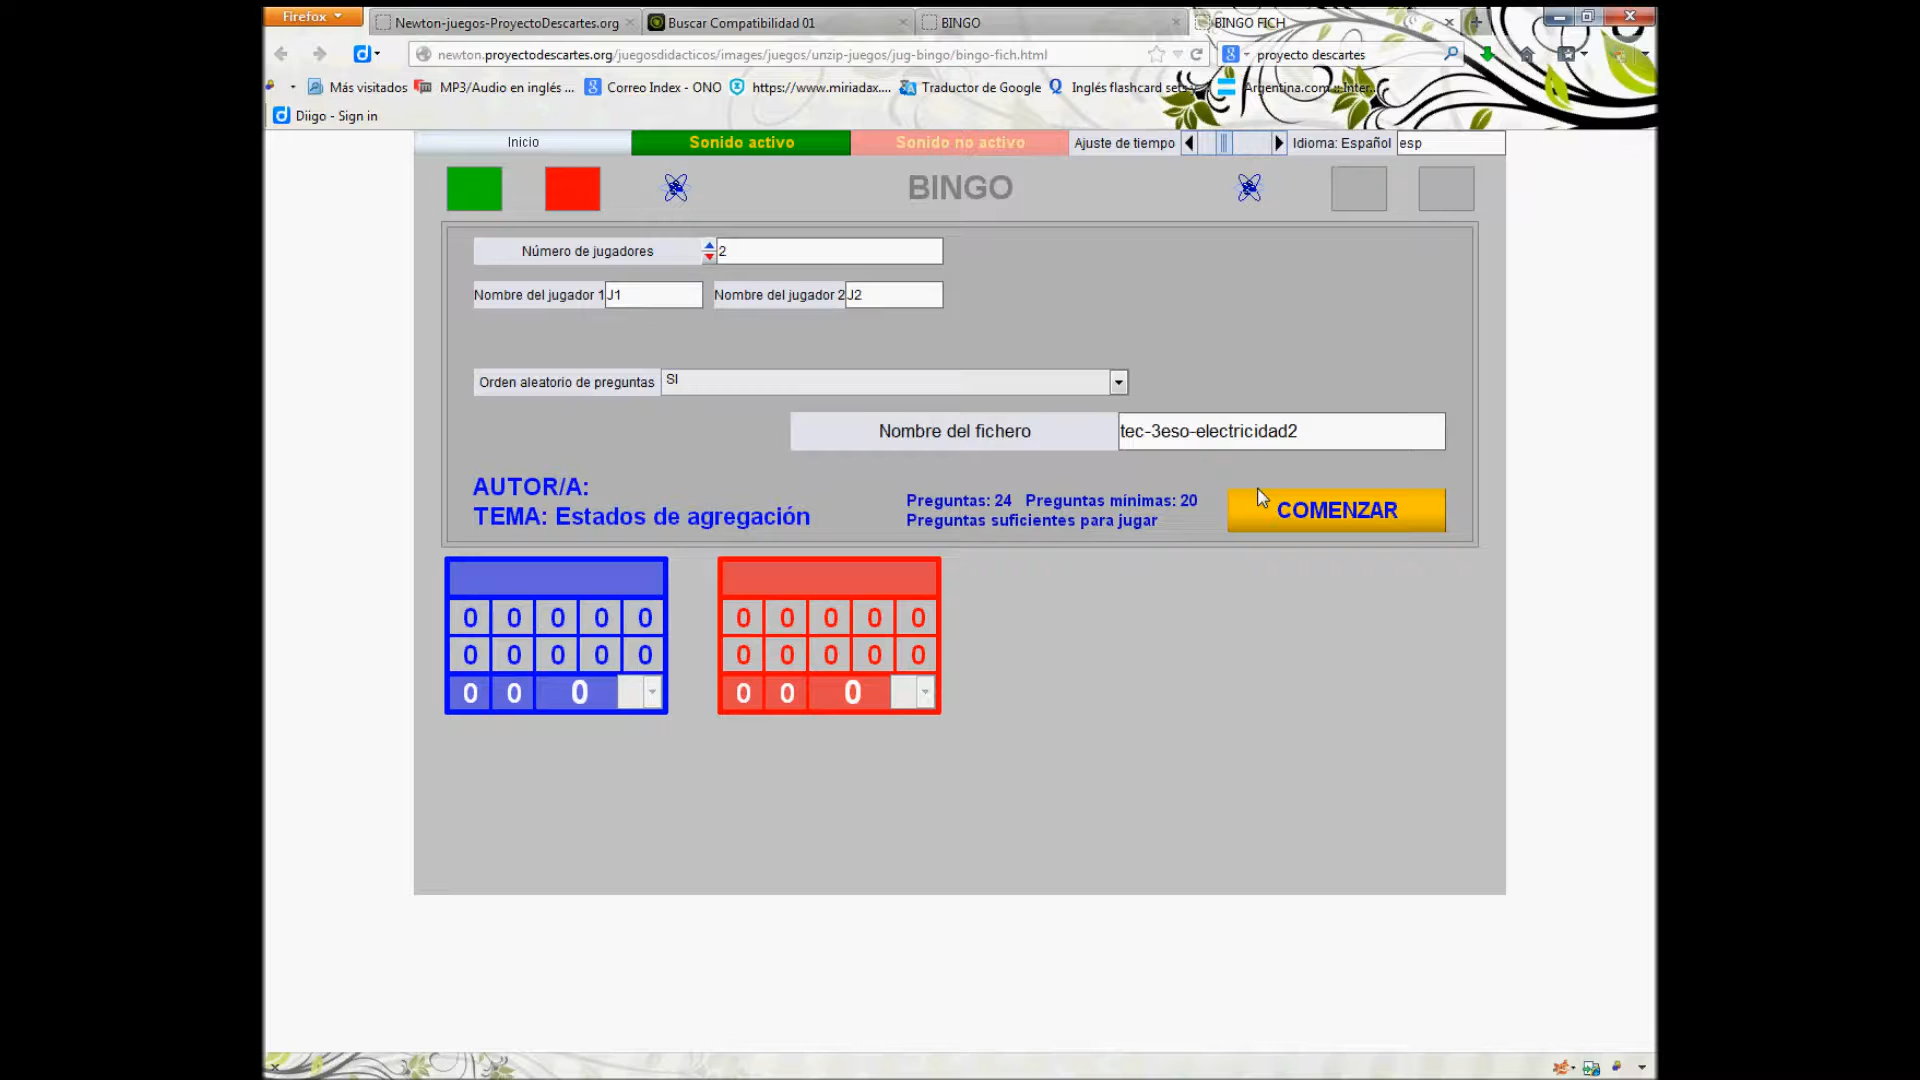 Firefox
Newton-juegos-ProyectoDescartes.org
Buscar Compatibilidad 01
BINGO
BINGO FICH
newton.proyectodescartes.org/juegosdidacticos/images/juegos/unzip-juegos/jug-bingo/bingo-fich.html
proyecto descartes
Más visitados
MP3/Audio en inglés ...
Correo Index - ONO
https://www.miriadax....
Traductor de Google
Inglés flashcard sets
Argentina.com :: Inter...
Diigo - Sign in
Inicio
Sonido activo
Sonido no activo
Ajuste de tiempo
Idioma: Español
esp
BINGO
Número de jugadores
2
Nombre del jugador 1
J1
Nombre del jugador 2
J2
Orden aleatorio de preguntas
SI
Nombre del fichero
tec-3eso-electricidad2
AUTOR/A:
TEMA: Estados de agregación
Preguntas: 24 Preguntas mínimas: 20
Preguntas suficientes para jugar
COMENZAR
0 0 0 0 0
0 0 0 0 0
0 0 0
0 0 0 0 0
0 0 0 0 0
0 0 0